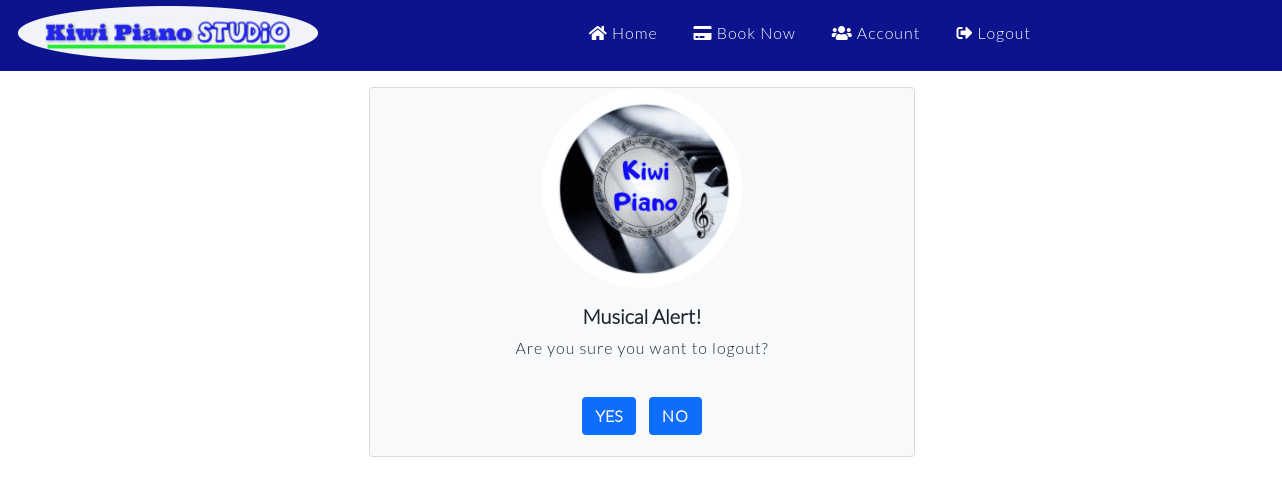 Kiwi Piano STUDiO
Home Book Now Account Logout
Kiwi
Piano
Musical Alert!
Are you sure you want to logout?
YES NO